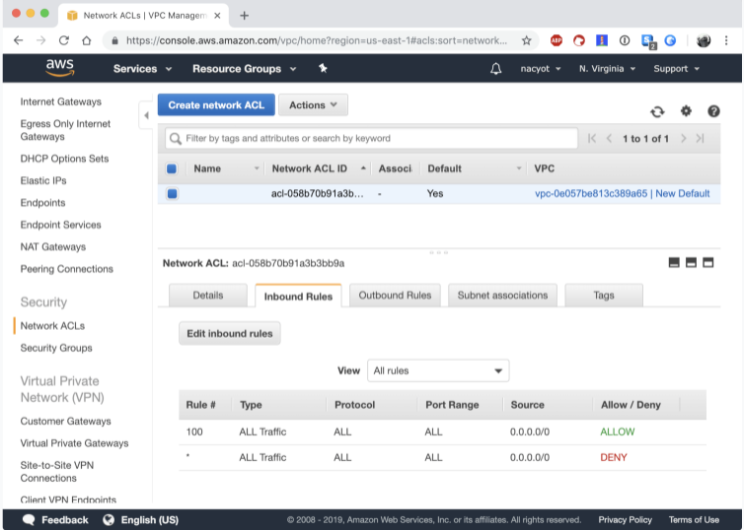 Network ACLs | VPC Managem
https://console.aws.amazon.com/vpc/home?region=us-east-1#acls:sort=network...
ABP
2
aws
Services
Resource Groups
nacyot
N. Virginia
Support
Internet Gateways
Egress Only Internet
Gateways
DHCP Options Sets
Elastic IPs
Endpoints
Endpoint Services
NAT Gateways
Peering Connections
Security
Network ACLs
Security Groups
Virtual Private
Network (VPN)
Customer Gateways
Virtual Private Gateways
Site-to-Site VPN
Connections
Client VPN Endpoints
Create network ACL
Actions
Filter by tags and attributes or search by keyword
1 to 1 of 1
Name Network ACL ID Associ Default VPC
acl-058b70b91a3b... - Yes vpc-0e057be813c389a65 | New Default
Network ACL: acl-058b70b91a3b3bb9a
Details
Inbound Rules
Outbound Rules
Subnet associations
Tags
Edit inbound rules
View All rules
Rule # Type Protocol Port Range Source Allow / Deny
100 ALL Traffic ALL ALL 0.0.0.0/0 ALLOW
* ALL Traffic ALL ALL 0.0.0.0/0 DENY
Feedback
English (US)
© 2008 - 2019, Amazon Web Services, Inc. or its affiliates. All rights reserved.
Privacy Policy
Terms of Use